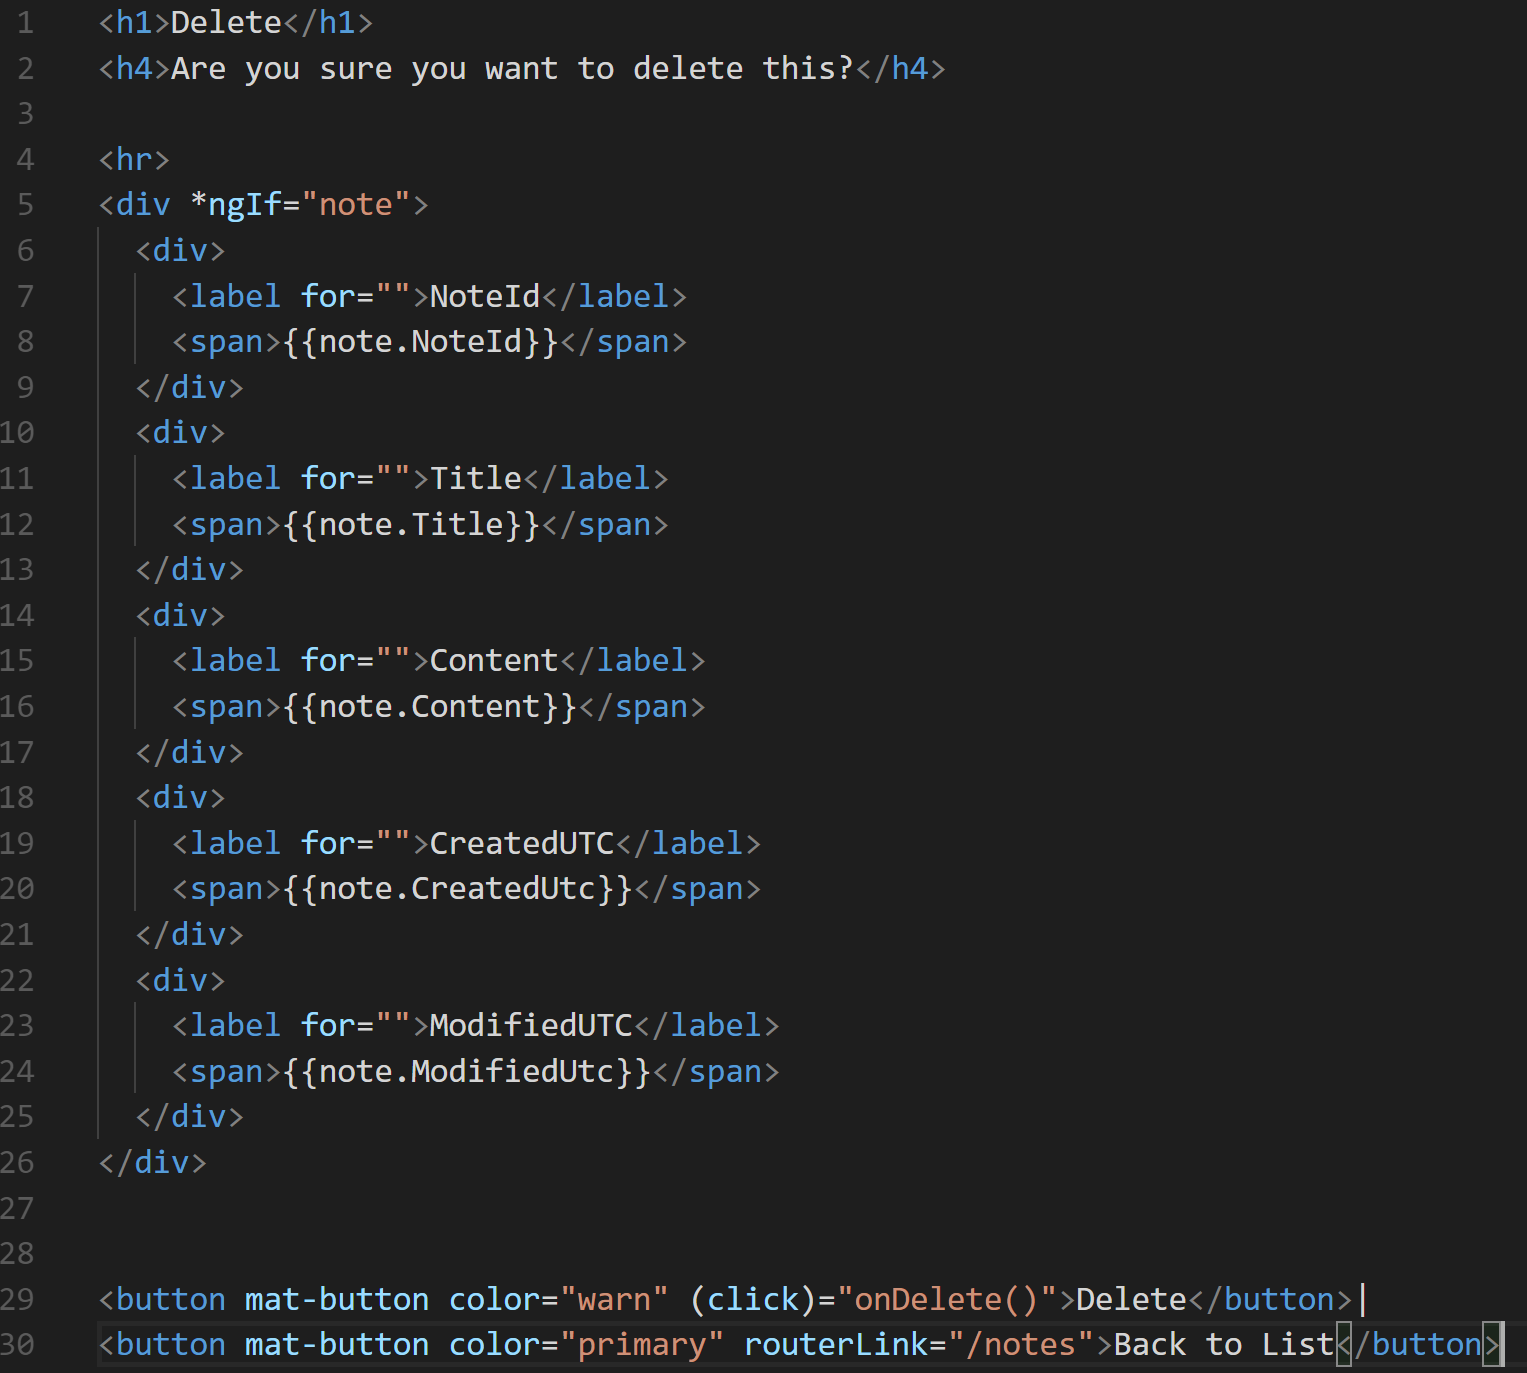 1 <h1>Delete</h1>
2 <h4>Are you sure you want to delete this?</h4>
3
4 <hr>
5 <div *ngIf="note">
6   <div>
7     <label for="">NoteId</label>
8     <span>{{note.NoteId}}</span>
9   </div>
10   <div>
11     <label for="">Title</label>
12     <span>{{note.Title}}</span>
13   </div>
14   <div>
15     <label for="">Content</label>
16     <span>{{note.Content}}</span>
17   </div>
18   <div>
19     <label for="">CreatedUTC</label>
20     <span>{{note.CreatedUtc}}</span>
21   </div>
22   <div>
23     <label for="">ModifiedUTC</label>
24     <span>{{note.ModifiedUtc}}</span>
25   </div>
26 </div>
27
28
29 <button mat-button color="warn" (click)="onDelete()">Delete</button>
30 <button mat-button color="primary" routerLink="/notes">Back to List</button>